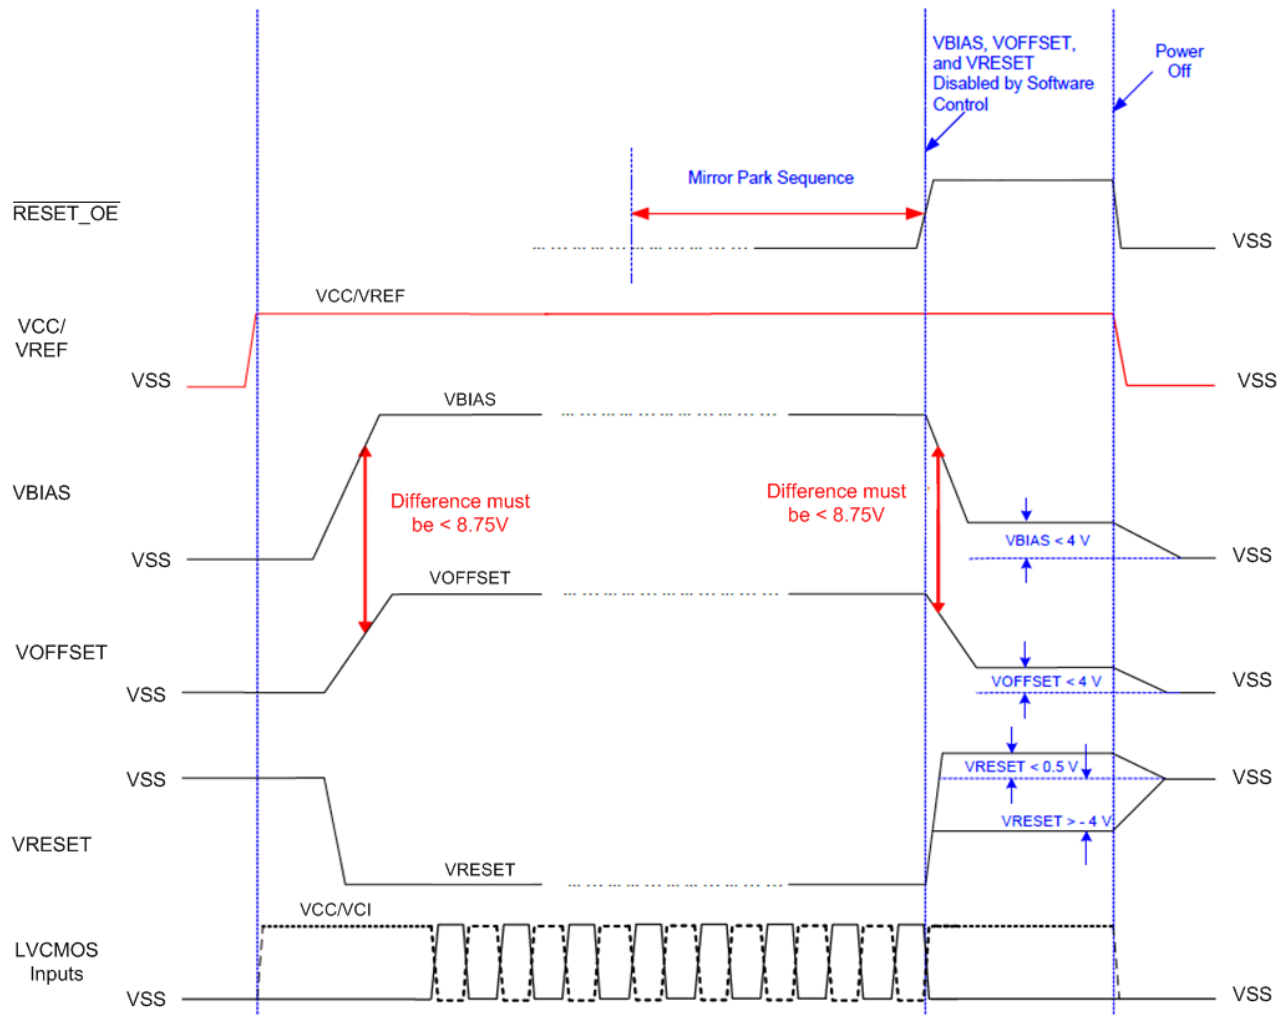 VBIAS, VOFFSET,
and VRESET
Disabled by Software
Control
Power
Off
Mirror Park Sequence
RESET_OE
VSS
VCC/VREF
VCC/
VREF
VSS
VSS
VBIAS
VBIAS
Difference must
be < 8.75V
Difference must
be < 8.75V
VBIAS < 4 V
VSS
VSS
VOFFSET
VOFFSET
VOFFSET < 4 V
VSS
VSS
VSS
VRESET < 0.5 V
VSS
VRESET > - 4 V
VRESET
VRESET
VCC/VCI
LVCMOS
Inputs
VSS
VSS